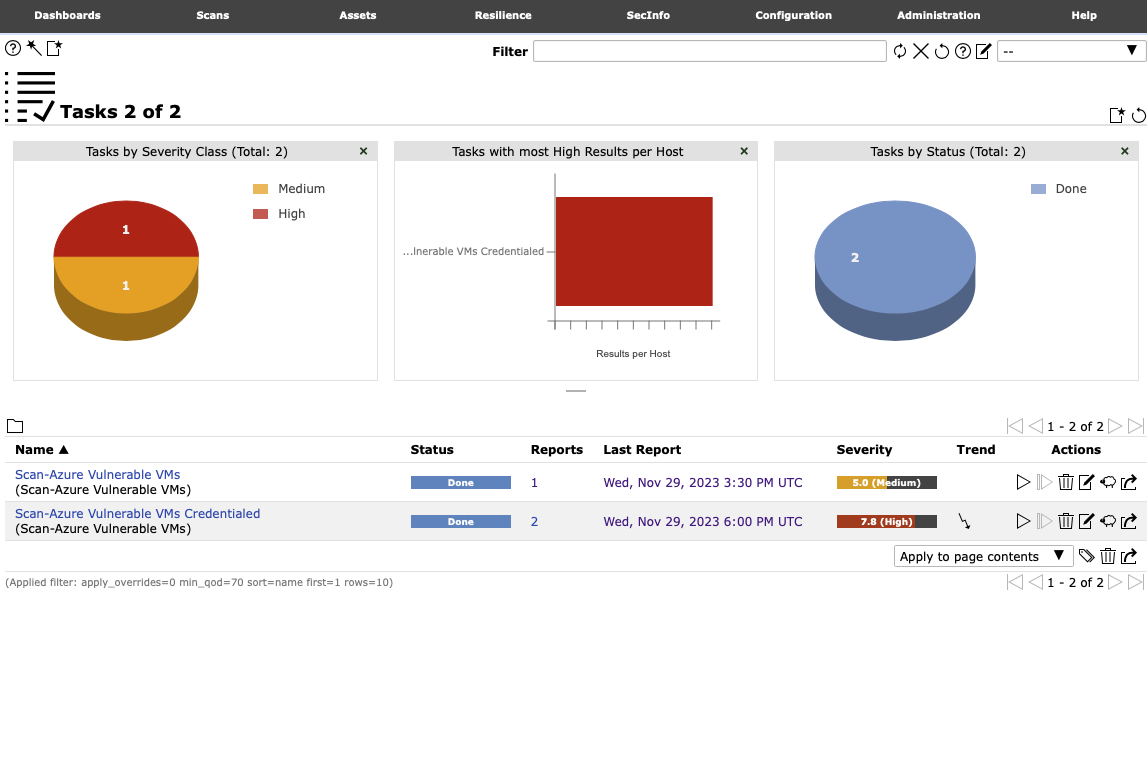 Dashboards Scans Assets Resilience SecInfo Configuration Administration Help
Filter --
Tasks 2 of 2
Tasks by Severity Class (Total: 2) ×
Medium
High
1
1
Tasks with most High Results per Host ×
...lnerable VMs Credentialed
Results per Host
Tasks by Status (Total: 2) ×
Done
2
1 - 2 of 2
Name ▲ Status Reports Last Report Severity Trend Actions
Scan-Azure Vulnerable VMs Done 1 Wed, Nov 29, 2023 3:30 PM UTC 5.0 (Medium)
(Scan-Azure Vulnerable VMs)
Scan-Azure Vulnerable VMs Credentialed Done 2 Wed, Nov 29, 2023 6:00 PM UTC 7.8 (High)
(Scan-Azure Vulnerable VMs)
Apply to page contents ▼
(Applied filter: apply_overrides=0 min_qod=70 sort=name first=1 rows=10) 1 - 2 of 2